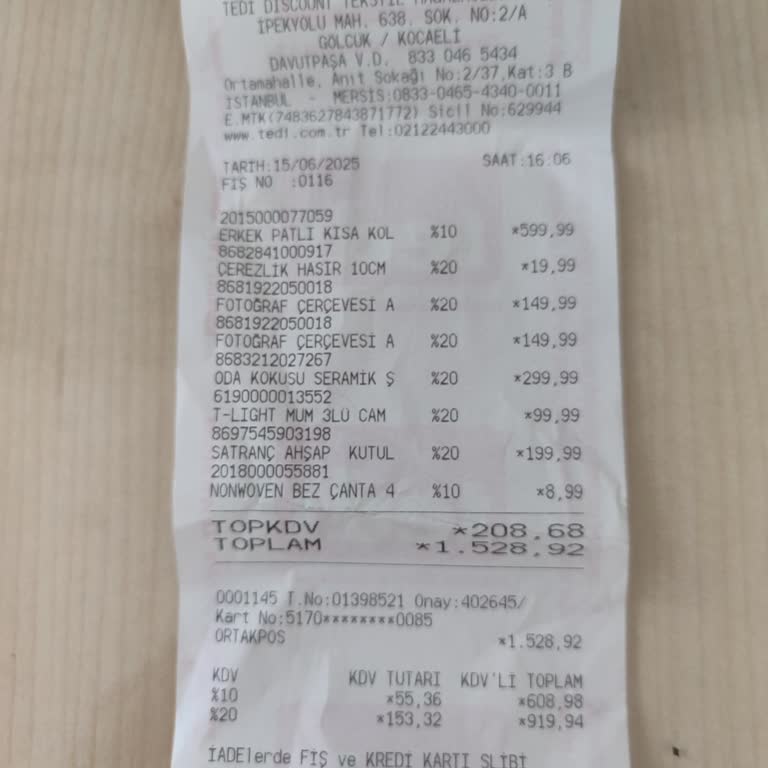 TEDİ DISCOUNT TEKSTİL
İPEKYOLU MAH. 638. SOK. NO:2/A
GÖLCÜK / KOCAELİ
DAVUTPAŞA V.D. 833 046 5434
Ortamahalle, Anıt Sokağı No:2/37,Kat:3 B
İSTANBUL - MERSİS:0833-0465-4340-0011
E.MTK(7483627843871772) Sicil No:629944
www.tedi.com.tr Tel:02122443000
TARİH:15/06/2025 SAAT:16:06
FİŞ NO :0116
2015000077059
ERKEK PATLI KISA KOL %10 *599,99
8682841000917
ÇEREZLİK HASIR 10CM %20 *19,99
8681922050018
FOTOĞRAF ÇERÇEVESİ A %20 *149,99
8681922050018
FOTOĞRAF ÇERÇEVESİ A %20 *149,99
8683212027267
ODA KOKUSU SERAMİK Ş %20 *299,99
6190000013552
T-LIGHT MUM 3LÜ CAM %20 *99,99
8697545903198
SATRANÇ AHŞAP KUTUL %20 *199,99
2018000055881
NONWOVEN BEZ ÇANTA 4 %10 *8,99
TOPKDV *208,68
TOPLAM *1.528,92
0001145 T.No:01398521 Onay:402645/
Kart No:5170********0085
ORTAKPOS *1.528,92
KDV KDV TUTARI KDV'Lİ TOPLAM
%10 *55,36 *608,98
%20 *153,32 *919,94
İADElerde FİŞ ve KREDİ KARTI SLİBİ